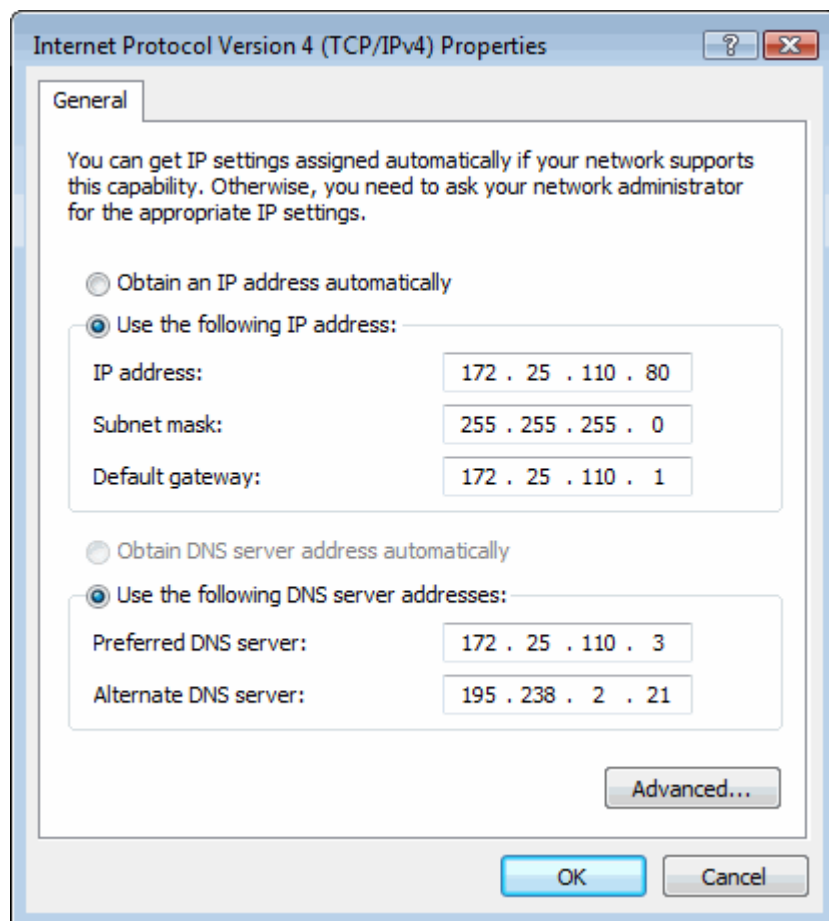 Internet Protocol Version 4 (TCP/IPv4) Properties
General
You can get IP settings assigned automatically if your network supports
this capability. Otherwise, you need to ask your network administrator
for the appropriate IP settings.
Obtain an IP address automatically
Use the following IP address:
IP address: 172 . 25 . 110 . 80
Subnet mask: 255 . 255 . 255 . 0
Default gateway: 172 . 25 . 110 . 1
Obtain DNS server address automatically
Use the following DNS server addresses:
Preferred DNS server: 172 . 25 . 110 . 3
Alternate DNS server: 195 . 238 . 2 . 21
Advanced...
OK Cancel